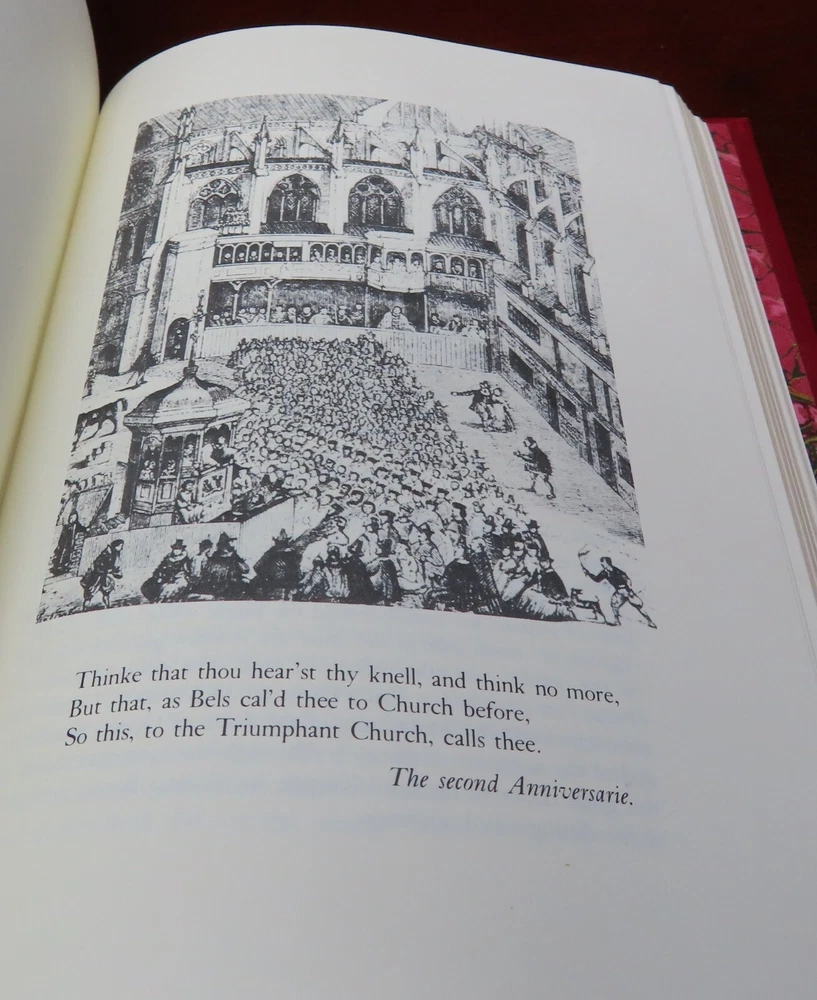 Thinke that thou hear'st thy knell, and think no more,
But that, as Bels cal'd thee to Church before,
So this, to the Triumphant Church, calls thee.
The second Anniversarie.